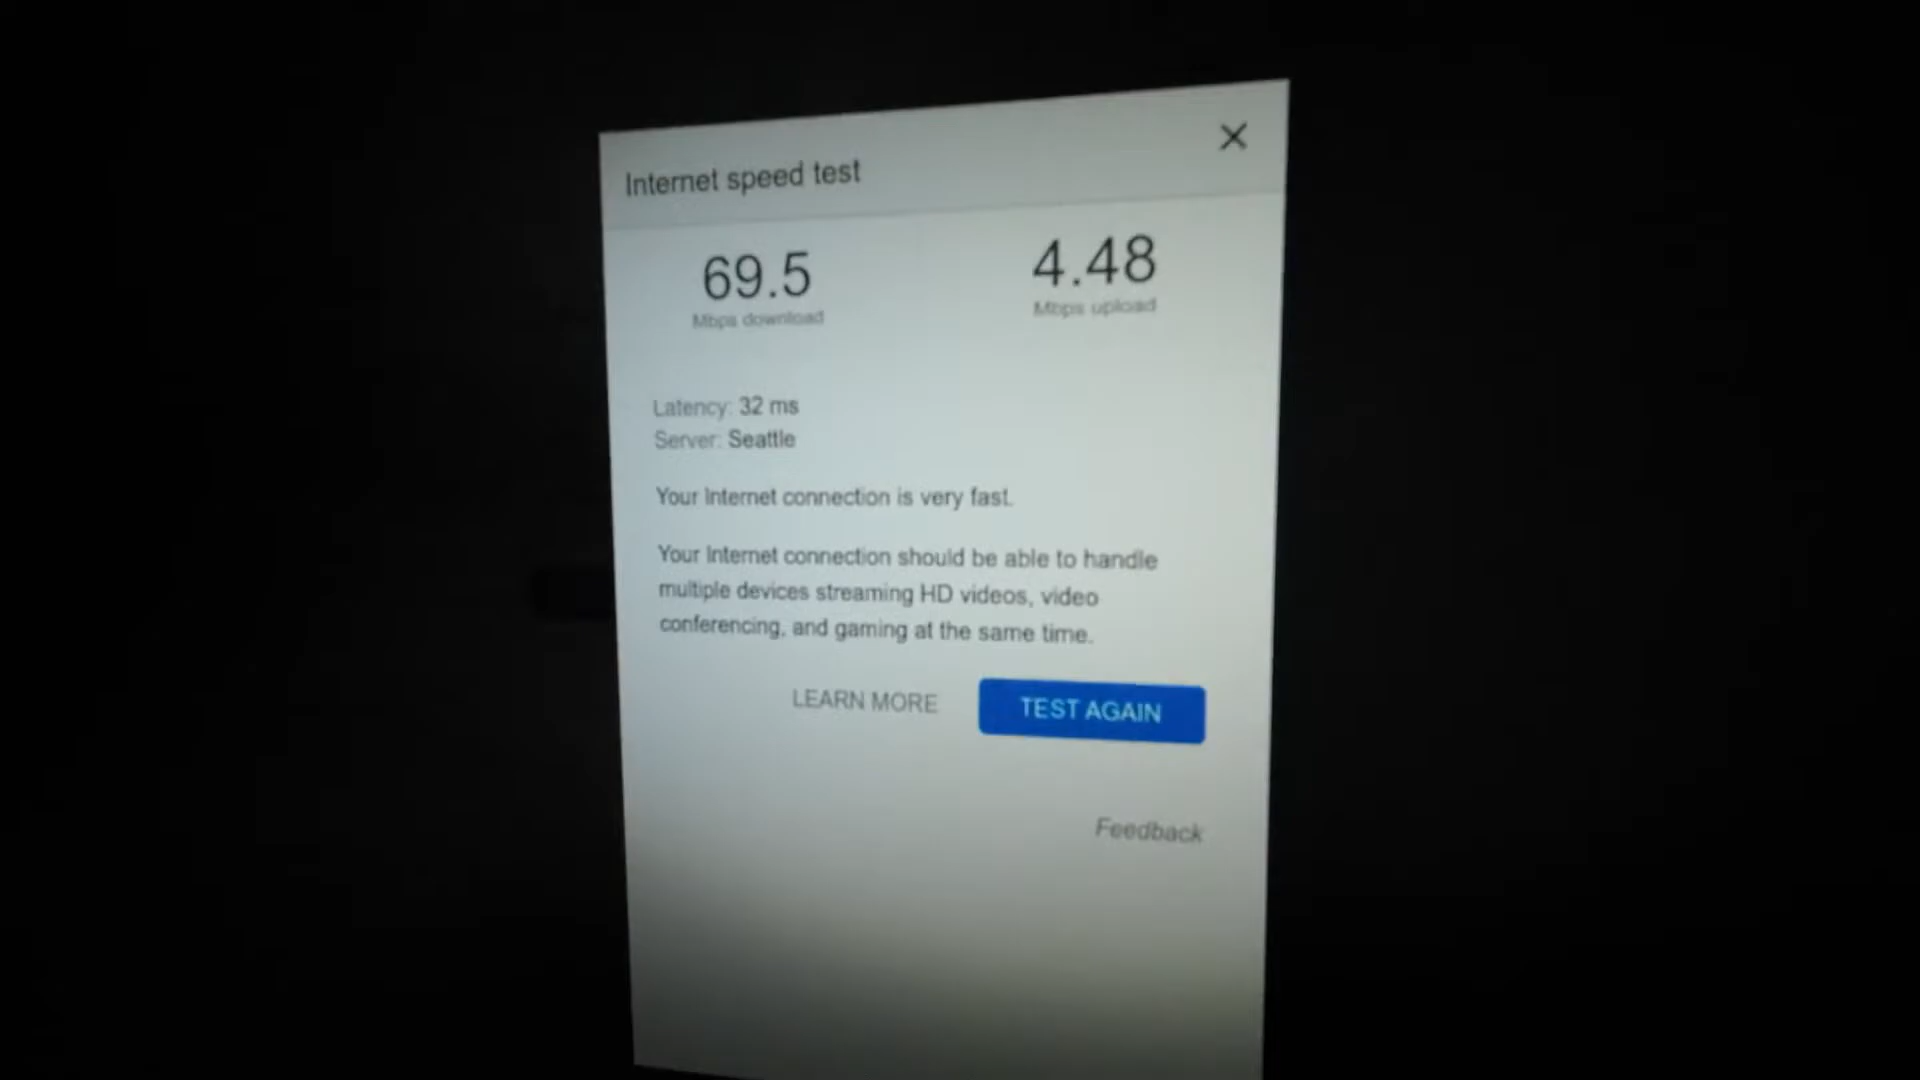 Internet speed test
69.5 4.48
Mbps download Mbps upload
Latency: 32 ms
Server: Seattle
Your Internet connection is very fast.
Your Internet connection should be able to handle
multiple devices streaming HD videos, video
conferencing, and gaming at the same time.
LEARN MORE TEST AGAIN
Feedback